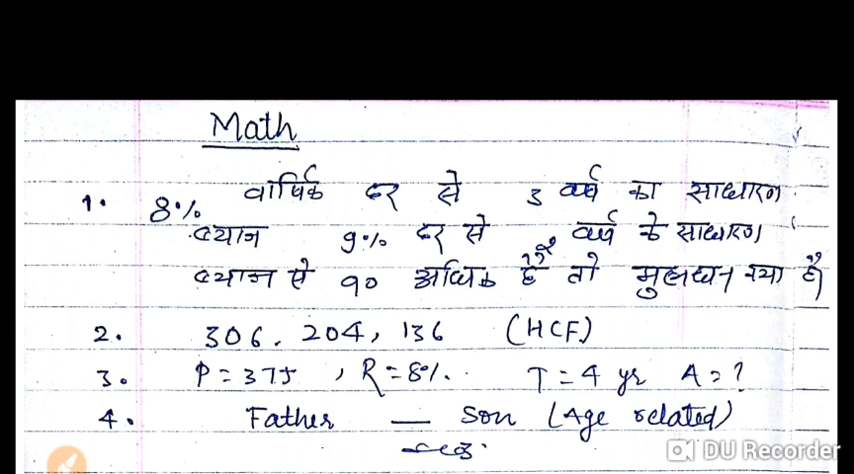 Math
1. 8% वार्षिक दर से 3 वर्ष का साधारण
ब्याज 9% दर से वर्ष के साधारण
ब्याज से 90 अधिक है तो मुलधन क्या है
2. 306, 204, 136 (HCF)
3. P = 375, R = 8%. T = 4 yr A = ?
4. Father — Son (Age related)
DU Recorder